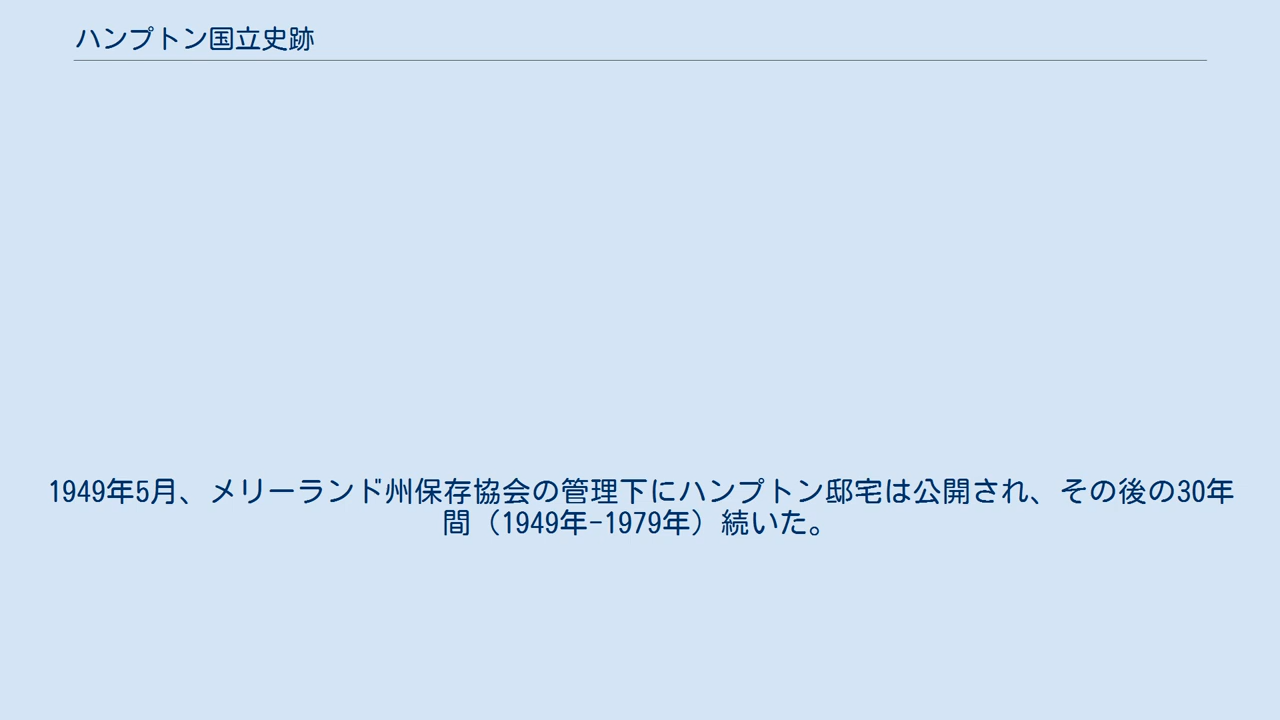 ハンプトン国立史跡
1949年5月、メリーランド州保存協会の管理下にハンプトン邸宅は公開され、その後の30年
間（1949年-1979年）続いた。